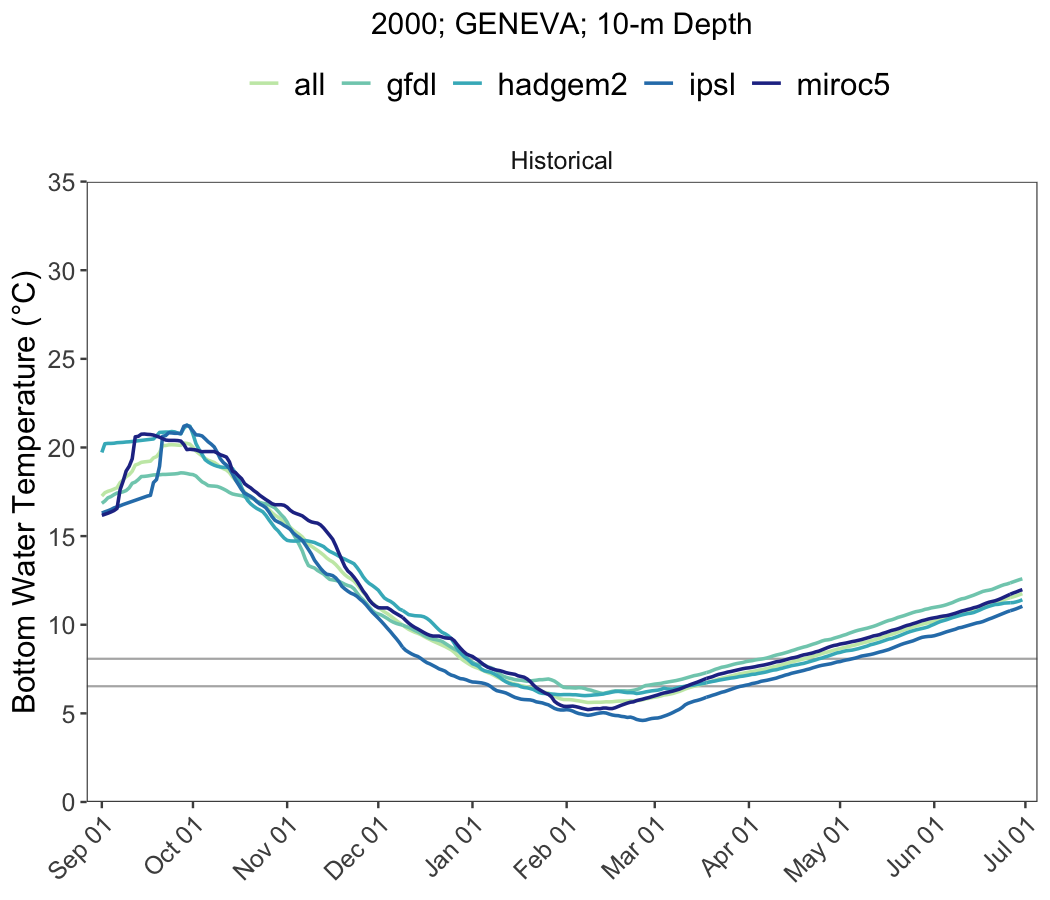 2000; GENEVA; 10-m Depth
all gfdl hadgem2 ipsl miroc5
Historical
Bottom Water Temperature (°C)
35
30
25
20
15
10
5
0
Sep 01 Oct 01 Nov 01 Dec 01 Jan 01 Feb 01 Mar 01 Apr 01 May 01 Jun 01 Jul 01